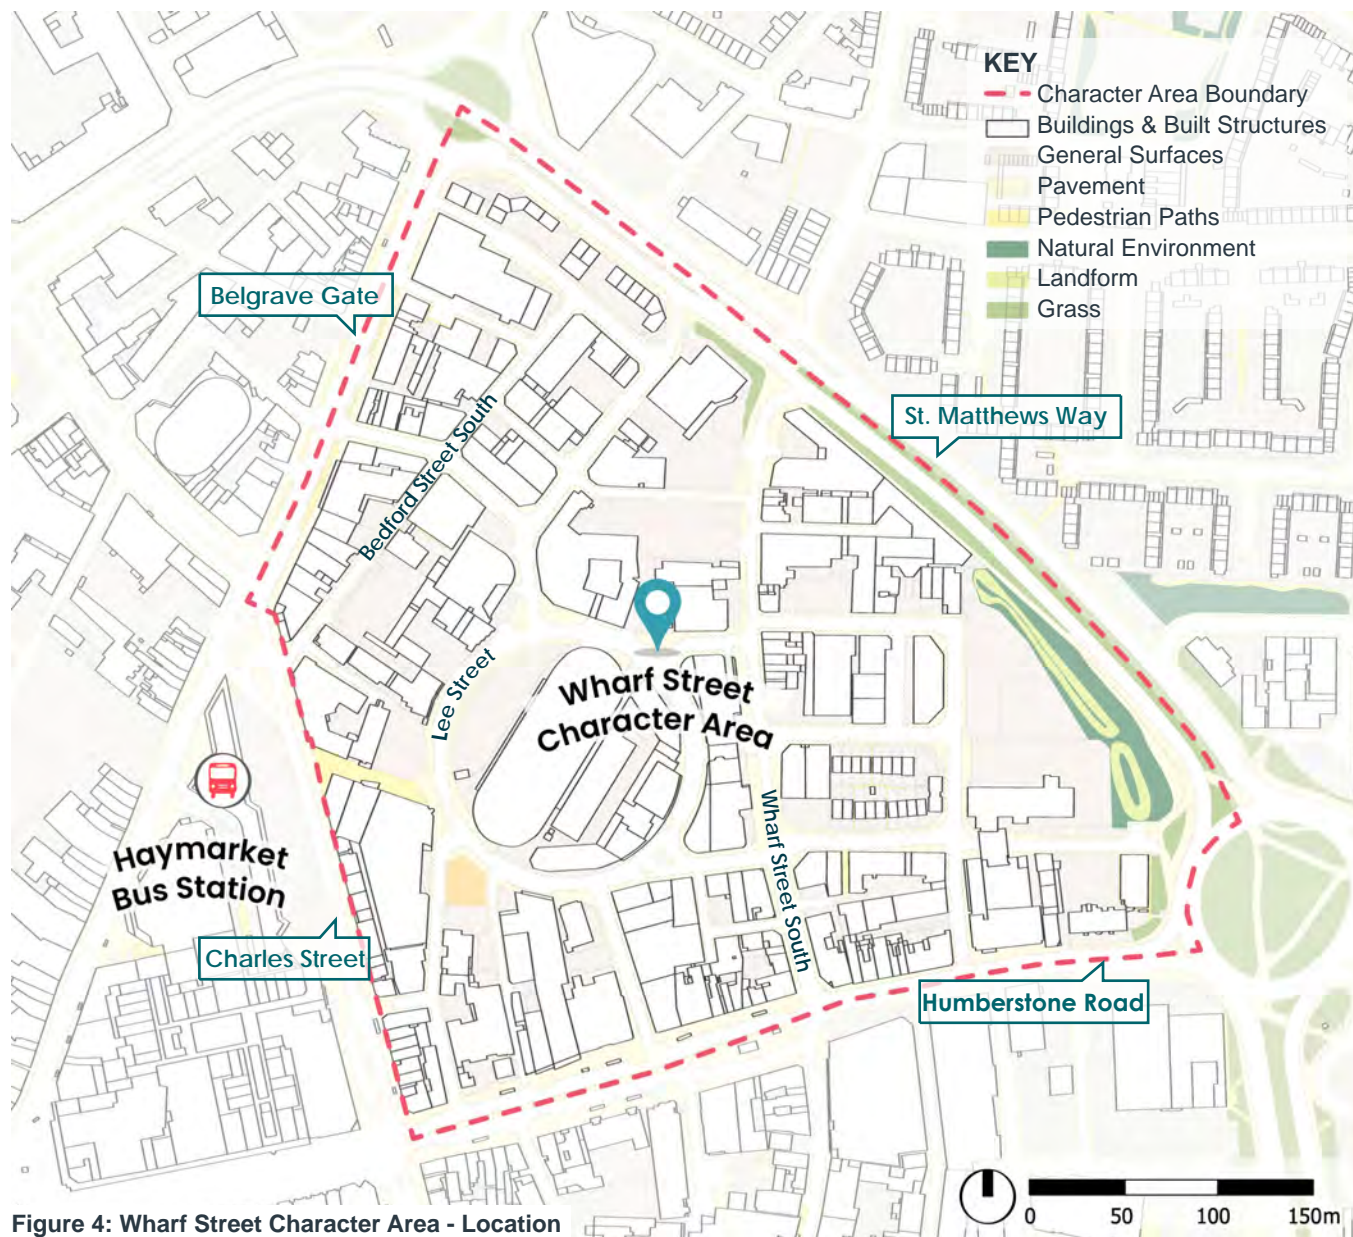 KEY
Character Area Boundary
Buildings & Built Structures
General Surfaces
Pavement
Pedestrian Paths
Natural Environment
Landform
Grass
Belgrave Gate
St. Matthews Way
Bedford Street South
Lee Street
Wharf Street
Character Area
Wharf Street South
Haymarket
Bus Station
Charles Street
Humberstone Road
0 50 100 150m
Figure 4: Wharf Street Character Area - Location